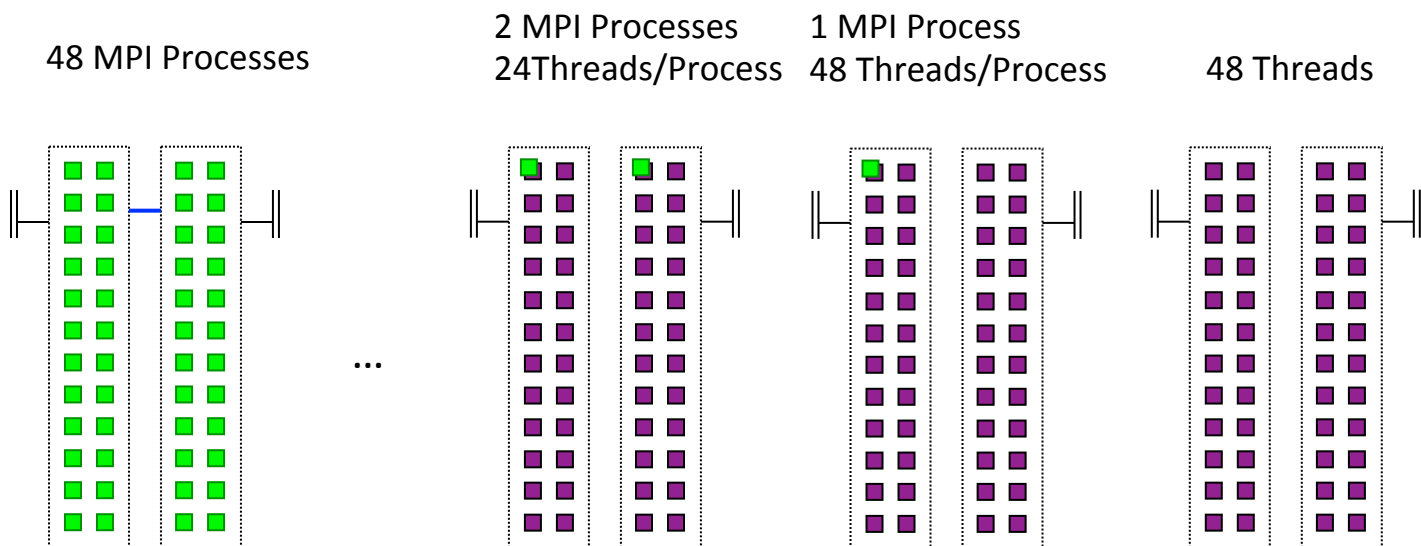 48 MPI Processes
2 MPI Processes
24Threads/Process
1 MPI Process
48 Threads/Process
48 Threads
...